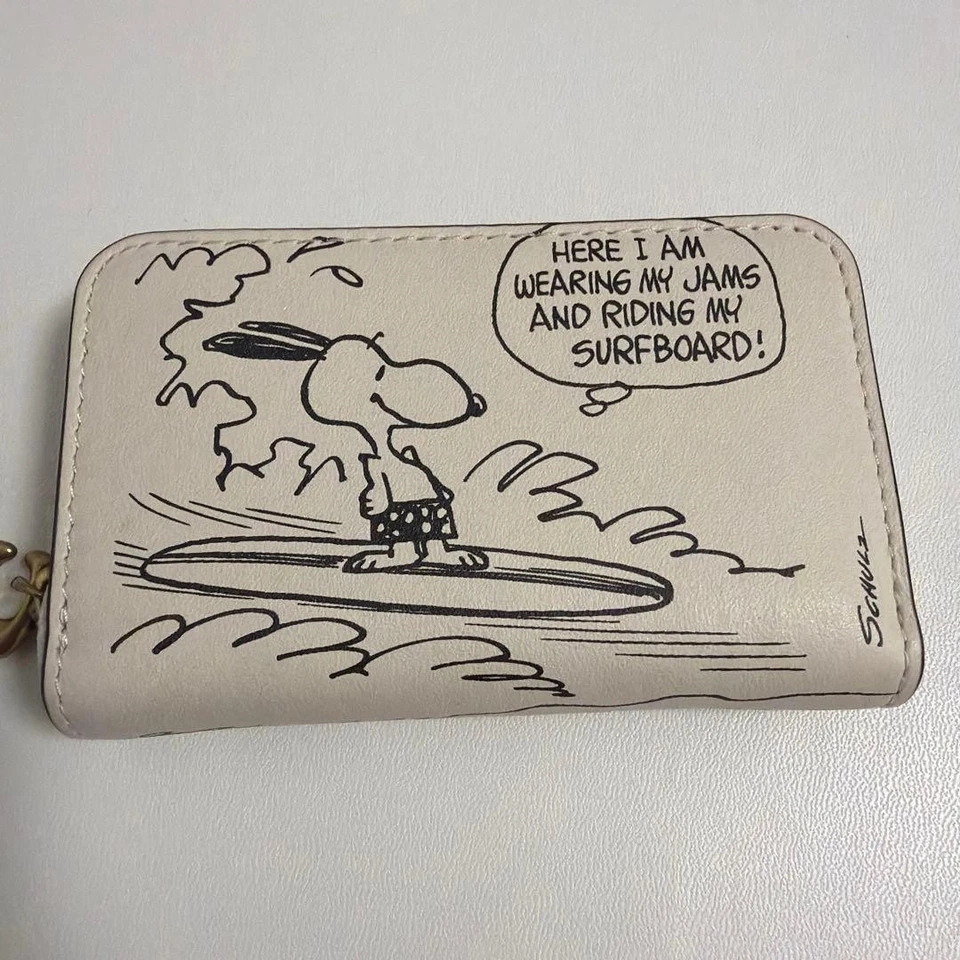 HERE I AM
WEARING MY JAMS
AND RIDING MY
SURFBOARD!
SCHULZ